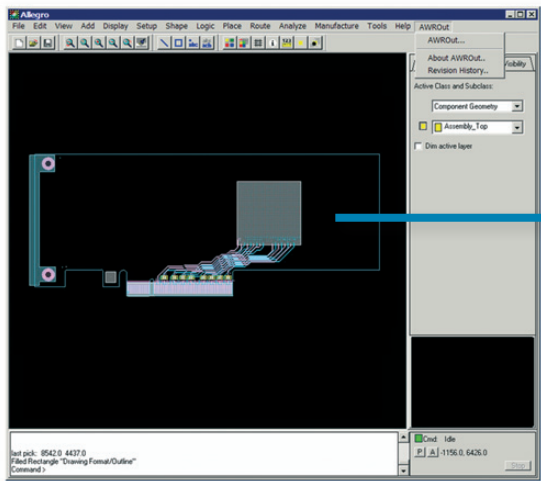 Allegro
File Edit View Add Display Setup Shape Logic Place Route Analyze Manufacture Tools Help AWROut
AWROut...
About AWROut..
Revision History..
Visibility
Active Class and Subclass:
Component Geometry
Assembly_Top
Dim active layer
last pick: 8542.0 4437.0
Filled Rectangle "Drawing Format/Outline"
Command >
Cmd Idle
P A -1156.0, 6426.0
Stop